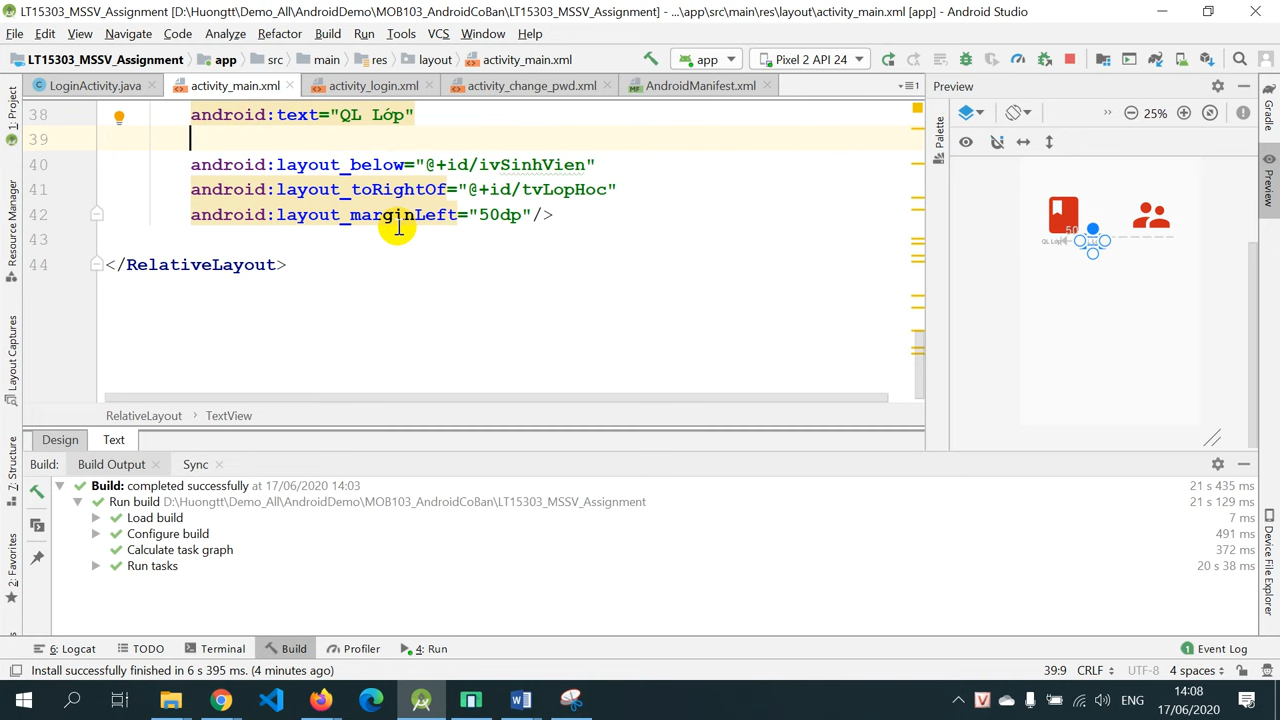 LT15303_MSSV_Assignment [D:\Huongtt\Demo_All\AndroidDemo\MOB103_AndroidCoBan\LT15303_MSSV_Assignment] - ...\app\src\main\res\layout\activity_main.xml [app] - Android Studio
File Edit View Navigate Code Analyze Refactor Build Run Tools VCS Window Help
LT15303_MSSV_Assignment app src main res layout activity_main.xml app Pixel 2 API 24
LoginActivity.java activity_main.xml activity_login.xml activity_change_pwd.xml AndroidManifest.xml Preview
1: Project
Resource Manager
Layout Captures
Z: Structure
2: Favorites
38 android:text="QL Lớp"
39
40 android:layout_below="@+id/ivSinhVien"
41 android:layout_toRightOf="@+id/tvLopHoc"
42 android:layout_marginLeft="50dp"/>
43
44 </RelativeLayout>
RelativeLayout TextView
Design Text
Palette
25%
50
QL Lớp
Gradle
Preview
Device File Explorer
Build: Build Output Sync
Build: completed successfully at 17/06/2020 14:03 21 s 435 ms
Run build D:\Huongtt\Demo_All\AndroidDemo\MOB103_AndroidCoBan\LT15303_MSSV_Assignment 21 s 129 ms
Load build 7 ms
Configure build 491 ms
Calculate task graph 372 ms
Run tasks 20 s 38 ms
6: Logcat TODO Terminal Build Profiler 4: Run 1 Event Log
Install successfully finished in 6 s 395 ms. (4 minutes ago) 39:9 CRLF UTF-8 4 spaces
ENG 14:08
17/06/2020